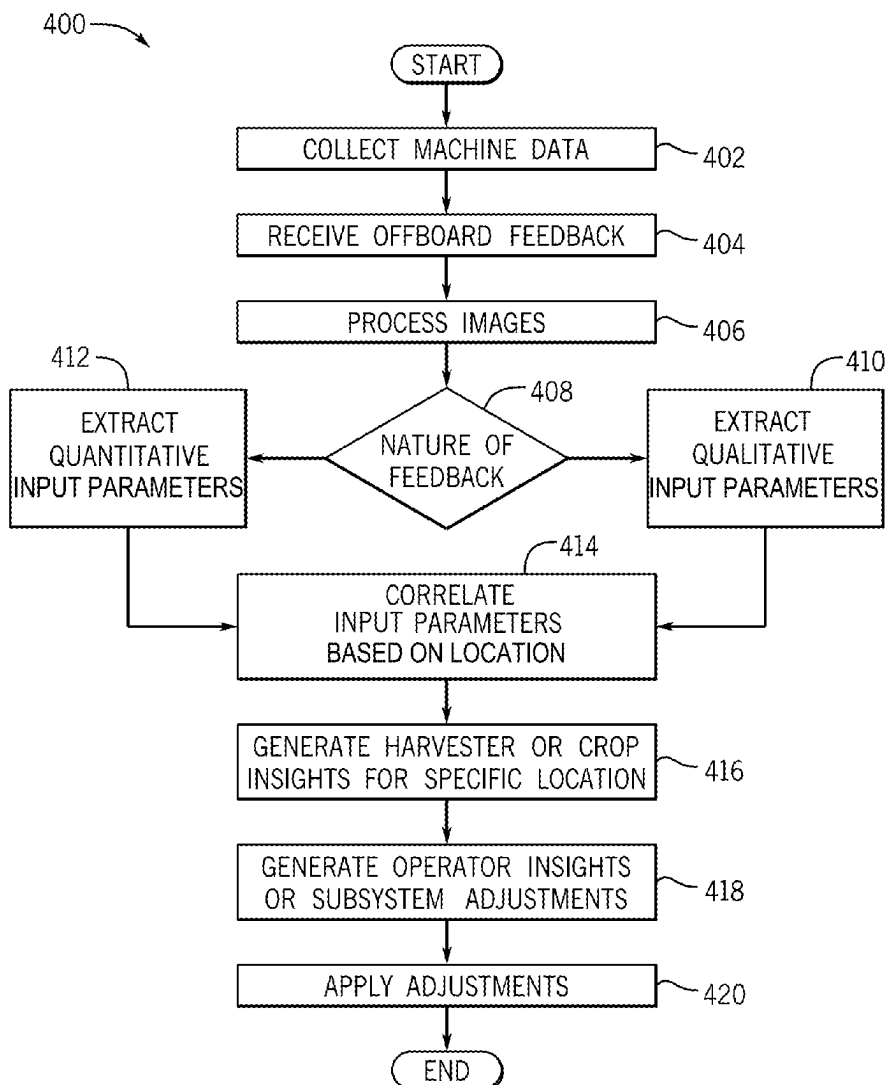 400
START
COLLECT MACHINE DATA
402
RECEIVE OFFBOARD FEEDBACK
404
PROCESS IMAGES
406
412
EXTRACT
QUANTITATIVE
INPUT PARAMETERS
408
NATURE OF
FEEDBACK
410
EXTRACT
QUALITATIVE
INPUT PARAMETERS
414
CORRELATE
INPUT PARAMETERS
BASED ON LOCATION
GENERATE HARVESTER OR CROP
INSIGHTS FOR SPECIFIC LOCATION
416
GENERATE OPERATOR INSIGHTS
OR SUBSYSTEM ADJUSTMENTS
418
APPLY ADJUSTMENTS
420
END